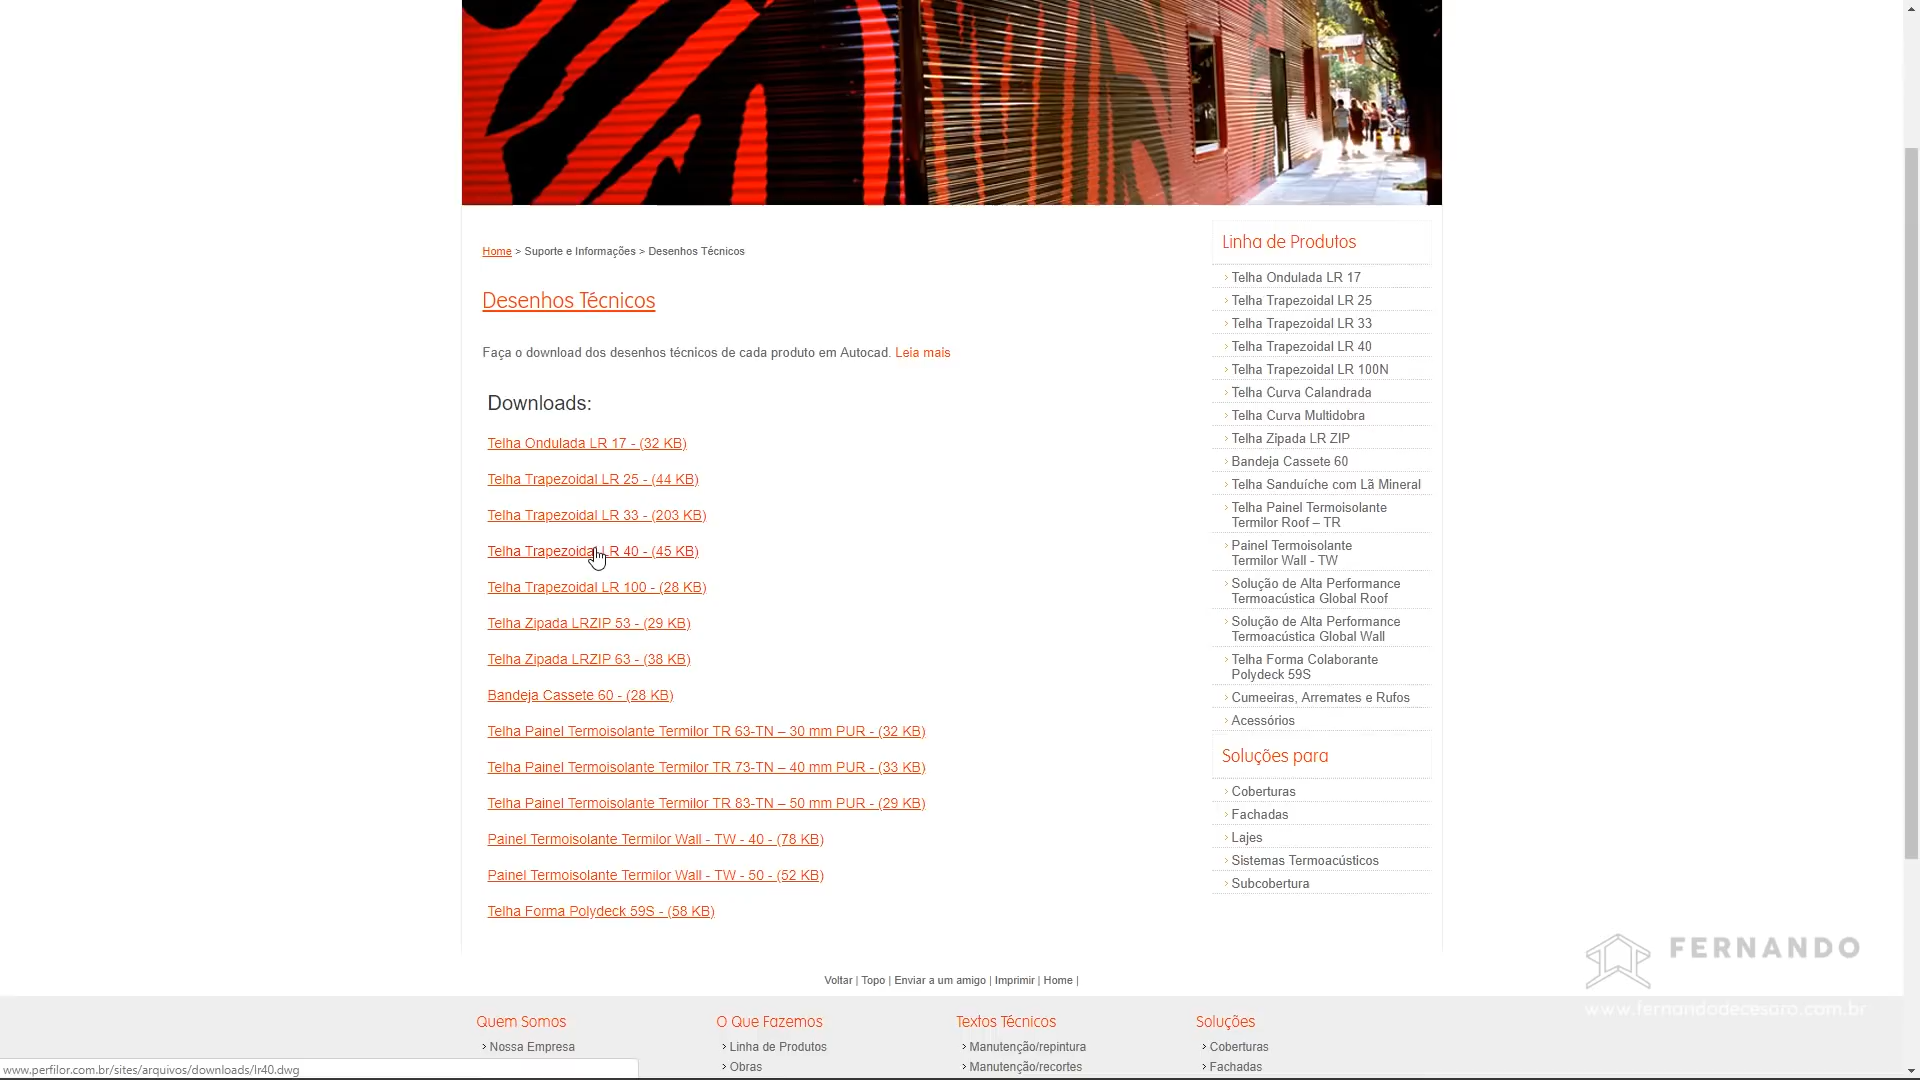 Home > Suporte e Informações > Desenhos Técnicos
Desenhos Técnicos
Faça o download dos desenhos técnicos de cada produto em Autocad. Leia mais
Downloads:
Telha Ondulada LR 17 - (32 KB)
Telha Trapezoidal LR 25 - (44 KB)
Telha Trapezoidal LR 33 - (203 KB)
Telha Trapezoidal LR 40 - (45 KB)
Telha Trapezoidal LR 100 - (28 KB)
Telha Zipada LRZIP 53 - (29 KB)
Telha Zipada LRZIP 63 - (38 KB)
Bandeja Cassete 60 - (28 KB)
Telha Painel Termoisolante Termilor TR 63-TN – 30 mm PUR - (32 KB)
Telha Painel Termoisolante Termilor TR 73-TN – 40 mm PUR - (33 KB)
Telha Painel Termoisolante Termilor TR 83-TN – 50 mm PUR - (29 KB)
Painel Termoisolante Termilor Wall - TW - 40 - (78 KB)
Painel Termoisolante Termilor Wall - TW - 50 - (52 KB)
Telha Forma Polydeck 59S - (58 KB)
Linha de Produtos
Telha Ondulada LR 17
Telha Trapezoidal LR 25
Telha Trapezoidal LR 33
Telha Trapezoidal LR 40
Telha Trapezoidal LR 100N
Telha Curva Calandrada
Telha Curva Multidobra
Telha Zipada LR ZIP
Bandeja Cassete 60
Telha Sanduíche com Lã Mineral
Telha Painel Termoisolante
Termilor Roof – TR
Painel Termoisolante
Termilor Wall - TW
Solução de Alta Performance
Termoacústica Global Roof
Solução de Alta Performance
Termoacústica Global Wall
Telha Forma Colaborante
Polydeck 59S
Cumeeiras, Arremates e Rufos
Acessórios
Soluções para
Coberturas
Fachadas
Lajes
Sistemas Termoacústicos
Subcobertura
FERNANDO
www.fernandodecesaro.com.br
Voltar | Topo | Enviar a um amigo | Imprimir | Home |
Quem Somos
Nossa Empresa
O Que Fazemos
Linha de Produtos
Obras
Textos Técnicos
Manutenção/repintura
Manutenção/recortes
Soluções
Coberturas
Fachadas
www.perfilor.com.br/sites/arquivos/downloads/lr40.dwg